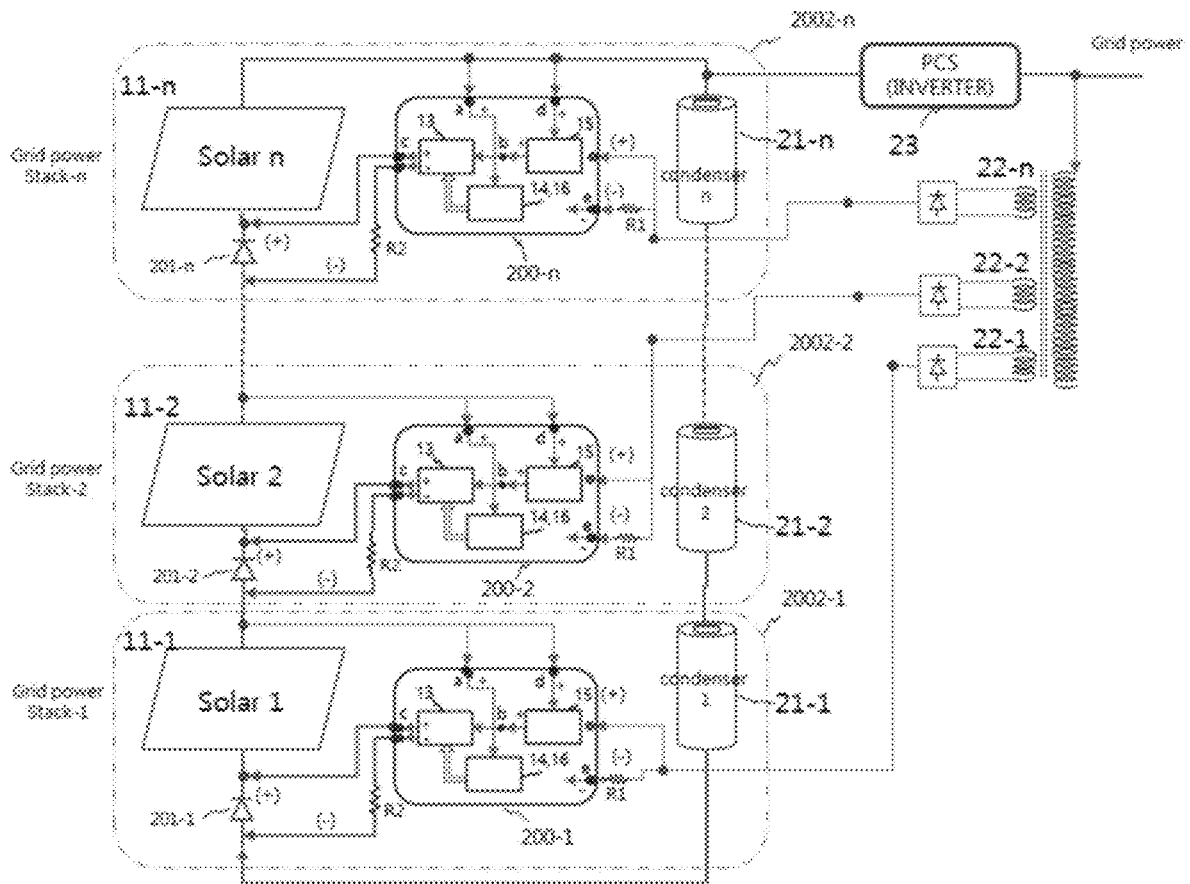 2002-n
Grid power
PCS
(INVERTER)
23
11-n
Solar n
Grid power
Stack-n
a
d
13
15
(+)
c
b
14,16
(-)
e
R1
R2
200-n
(+)
201-n
(-)
condenser
n
21-n
22-n
22-2
22-1
2002-2
11-2
Solar 2
Grid power
Stack-2
a
d
13
15
(+)
c
b
14,16
(-)
e
R1
R2
200-2
(+)
201-2
(-)
condenser
2
21-2
2002-1
11-1
Solar 1
Grid power
Stack-1
a
d
13
15
(+)
c
b
14,16
(-)
e
R1
R2
200-1
(+)
201-1
(-)
condenser
1
21-1